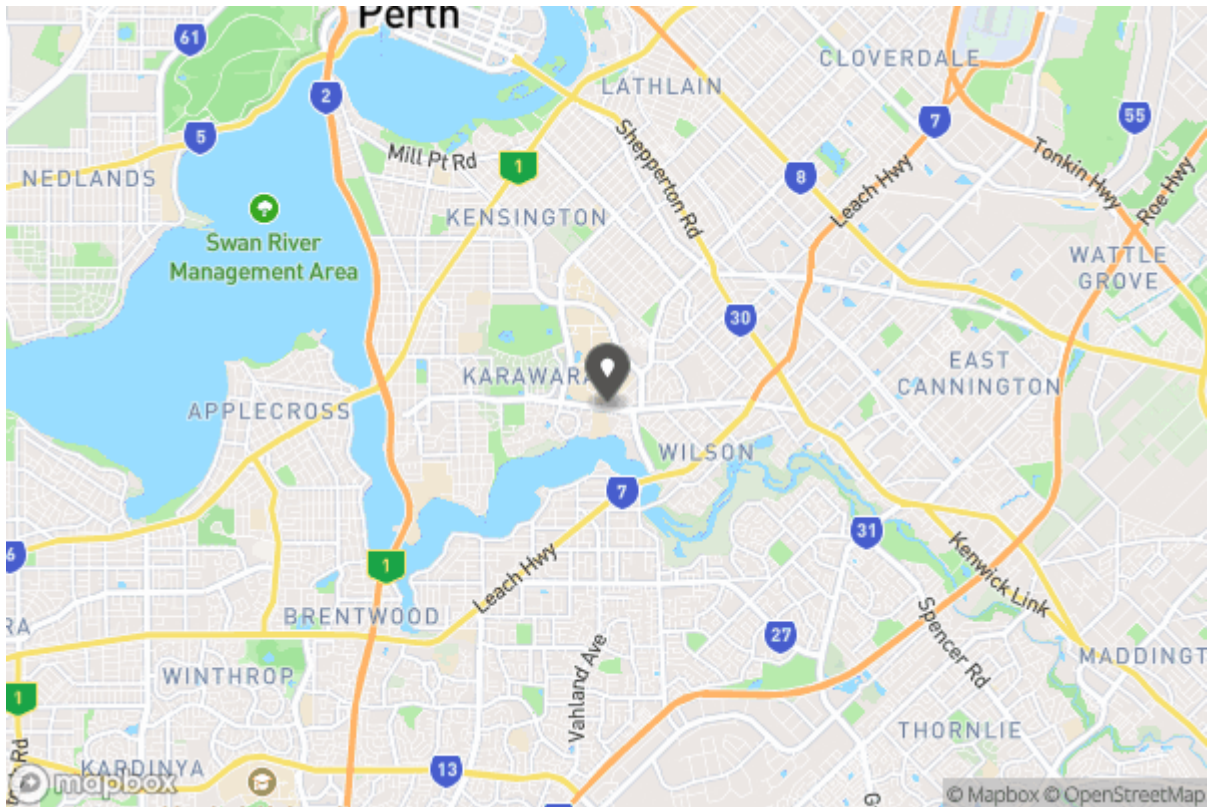 Perth
61
CLOVERDALE
LATHLAIN
2
55
7
5
Mill Pt Rd
1
Shepperton Rd
Tonkin Hwy
8
Leach Hwy
Roe Hwy
NEDLANDS
KENSINGTON
Swan River
Management Area
WATTLE
GROVE
30
KARAWARA
EAST
CANNINGTON
APPLECROSS
WILSON
7
31
6
1
Kenwick Link
Leach Hwy
BRENTWOOD
RA
27
Spencer Rd
MADDINGT
WINTHROP
Vahland Ave
1
THORNLIE
Rd
KARDINYA
13
mapbox
G
© Mapbox © OpenStreetMap